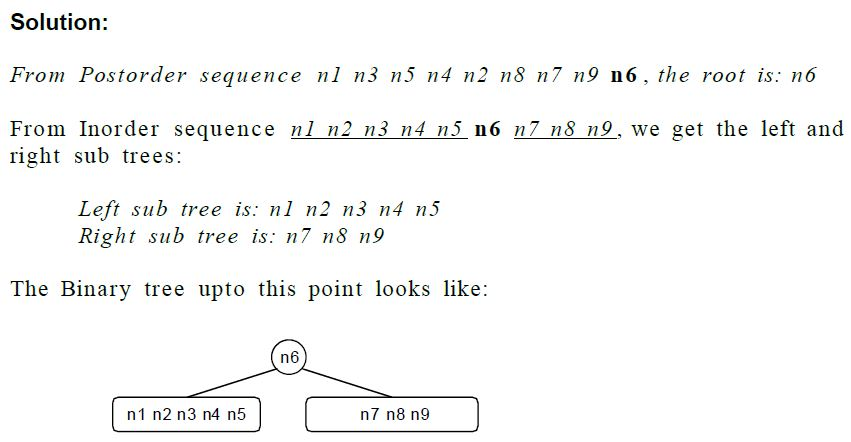 Solution:
From Postorder sequence n1 n3 n5 n4 n2 n8 n7 n9 n6, the root is: n6
From Inorder sequence n1 n2 n3 n4 n5 n6 n7 n8 n9, we get the left and
right sub trees:
Left sub tree is: n1 n2 n3 n4 n5
Right sub tree is: n7 n8 n9
The Binary tree upto this point looks like:
n6
n1 n2 n3 n4 n5
n7 n8 n9